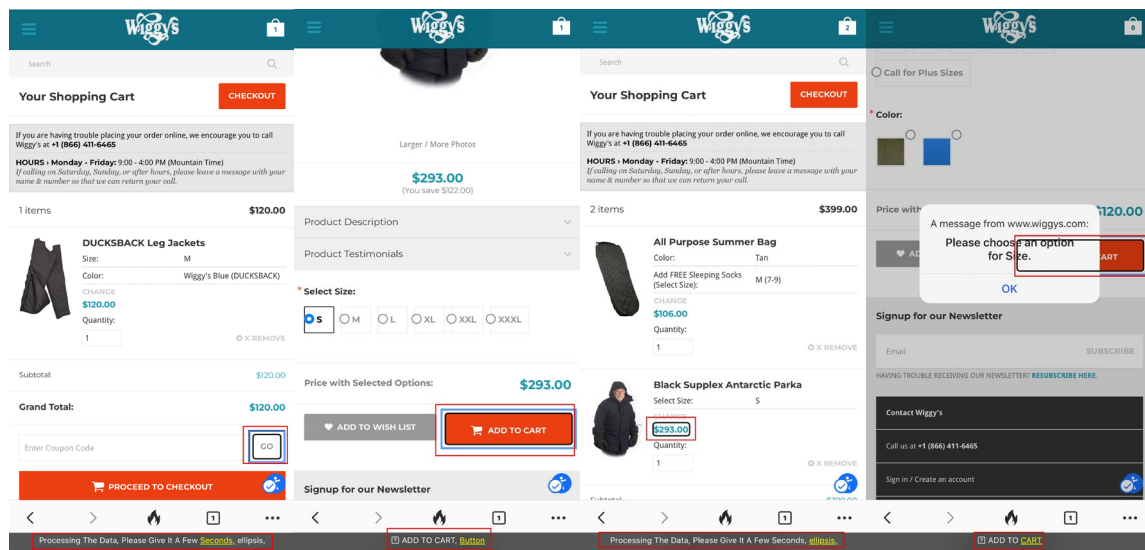 Wiggy's
1
Search
Your Shopping Cart
CHECKOUT
If you are having trouble placing your order online, we encourage you to call
Wiggy's at +1 (866) 411-6465
HOURS › Monday - Friday: 9:00 - 4:00 PM (Mountain Time)
If calling on Saturday, Sunday, or after hours, please leave a message with your
name & number so that we can return your call.
1 items
$120.00
DUCKSBACK Leg Jackets
Size: M
Color: Wiggy's Blue (DUCKSBACK)
CHANGE
$120.00
Quantity:
1
X REMOVE
Subtotal: $120.00
Grand Total: $120.00
Enter Coupon Code
GO
PROCEED TO CHECKOUT
1
Processing The Data, Please Give It A Few Seconds, ellipsis,
Wiggy's
1
Larger / More Photos
$293.00
(You save $122.00)
Product Description
Product Testimonials
* Select Size:
S M L XL XXL XXXL
Price with Selected Options: $293.00
ADD TO WISH LIST
ADD TO CART
Signup for our Newsletter
1
ADD TO CART, Button
Wiggy's
2
Search
Your Shopping Cart
CHECKOUT
If you are having trouble placing your order online, we encourage you to call
Wiggy's at +1 (866) 411-6465
HOURS › Monday - Friday: 9:00 - 4:00 PM (Mountain Time)
If calling on Saturday, Sunday, or after hours, please leave a message with your
name & number so that we can return your call.
2 items
$399.00
All Purpose Summer Bag
Color: Tan
Add FREE Sleeping Socks
(Select Size): M (7-9)
CHANGE
$106.00
Quantity:
1
X REMOVE
Black Supplex Antarctic Parka
Select Size: S
CHANGE
$293.00
Quantity:
1
X REMOVE
Subtotal: $399.00
1
Processing The Data, Please Give It A Few Seconds, ellipsis,
Wiggy's
0
Call for Plus Sizes
* Color:
Price with
$120.00
A message from www.wiggys.com:
Please choose an option
for Size.
OK
AD
CART
Signup for our Newsletter
Email
SUBSCRIBE
HAVING TROUBLE RECEIVING OUR NEWSLETTER? RESUBSCRIBE HERE.
Contact Wiggy's
Call us at +1 (866) 411-6465
Sign in / Create an account
1
ADD TO CART